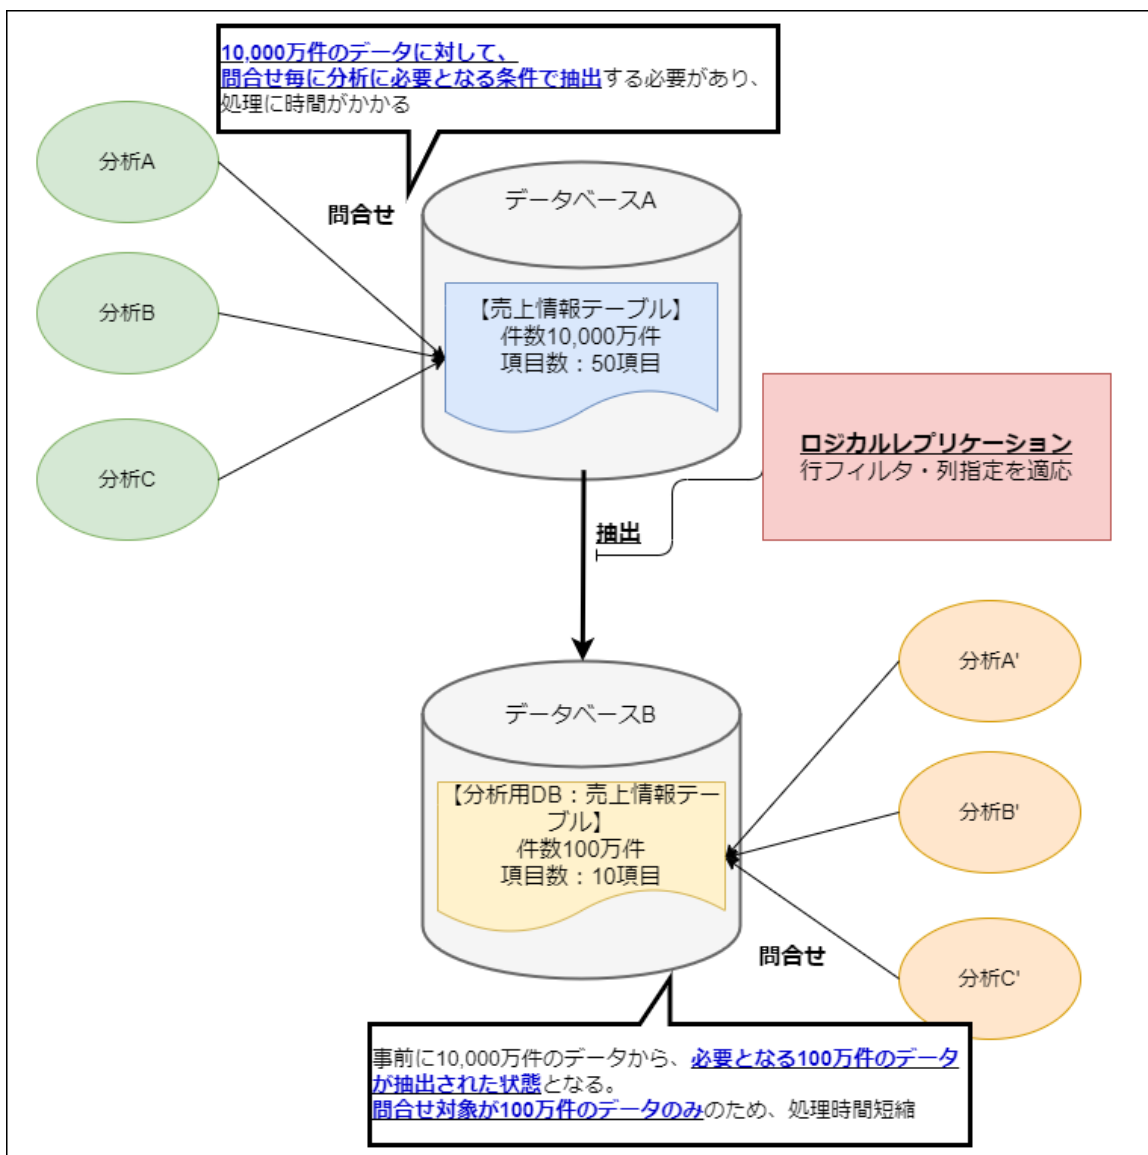 10,000万件のデータに対して、
問合せ毎に分析に必要となる条件で抽出する必要があり、
処理に時間がかかる
分析A
問合せ
データベースA
分析B
【売上情報テーブル】
件数10,000万件
項目数：50項目
分析C
ロジカルレプリケーション
行フィルタ・列指定を適応
抽出
分析A'
データベースB
分析B'
【分析用DB：売上情報テー
ブル】
件数100万件
項目数：10項目
問合せ
分析C'
事前に10,000万件のデータから、必要となる100万件のデータ
が抽出された状態となる。
問合せ対象が100万件のデータのみのため、処理時間短縮